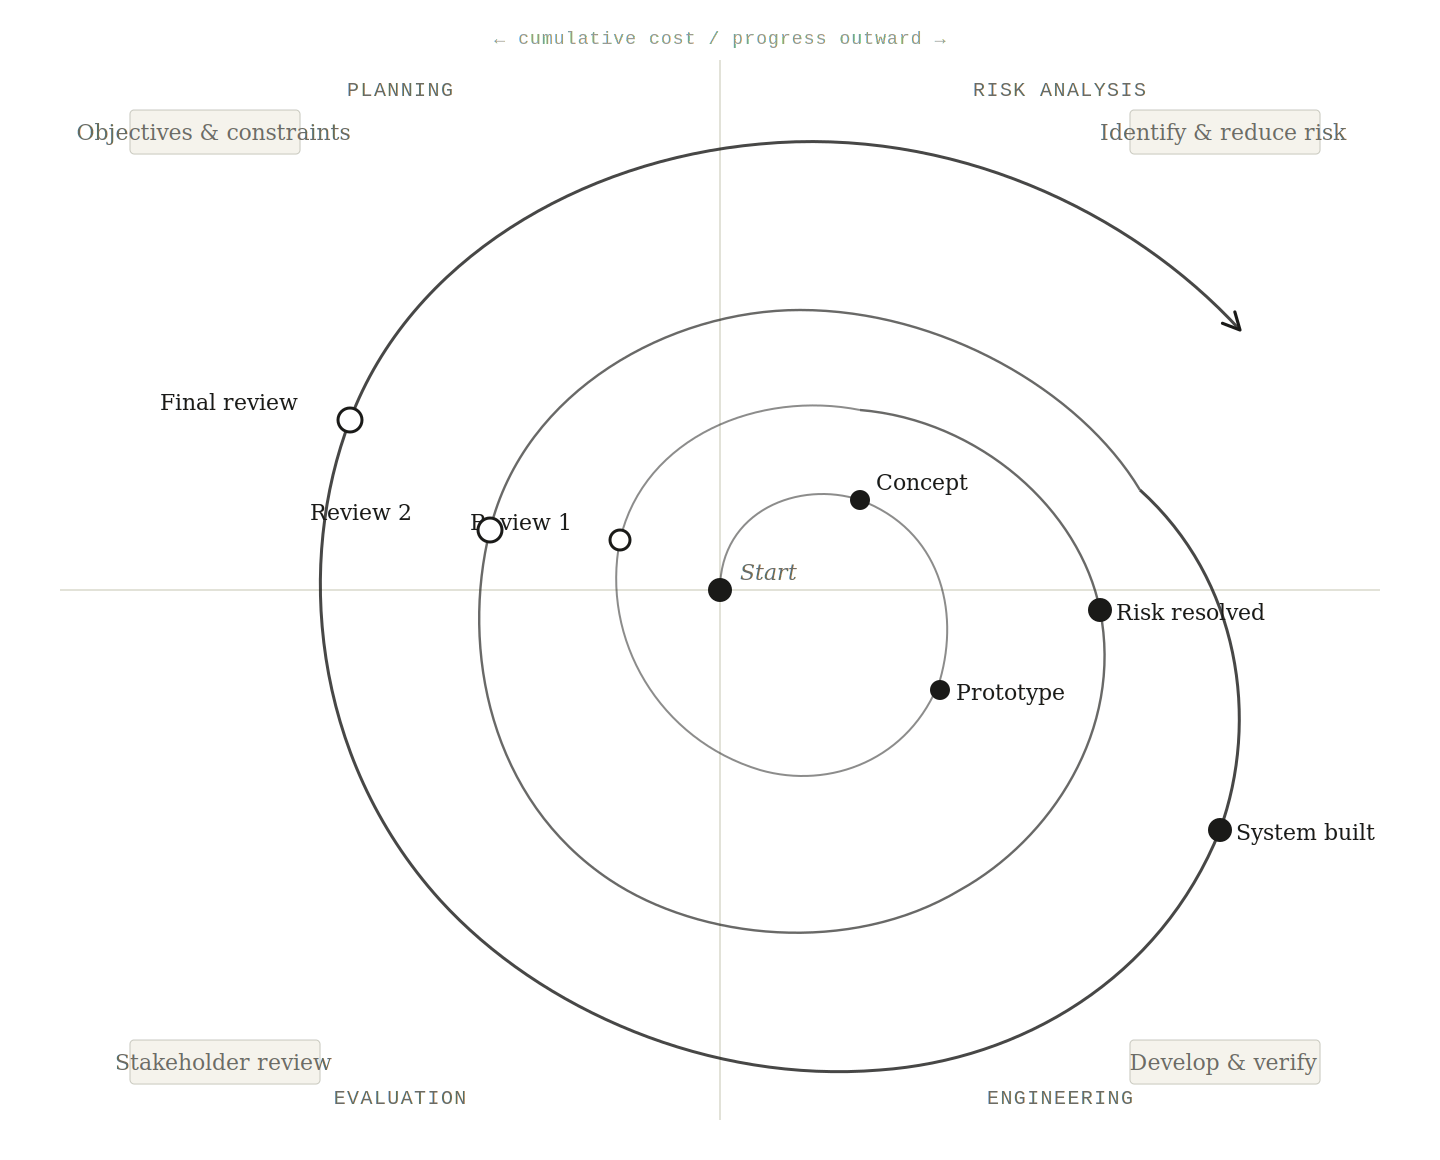 ← cumulative cost / progress outward →
PLANNING
RISK ANALYSIS
Objectives & constraints
Identify & reduce risk
Final review
Concept
Review 2
Review 1
Start
Risk resolved
Prototype
System built
Stakeholder review
Develop & verify
EVALUATION
ENGINEERING